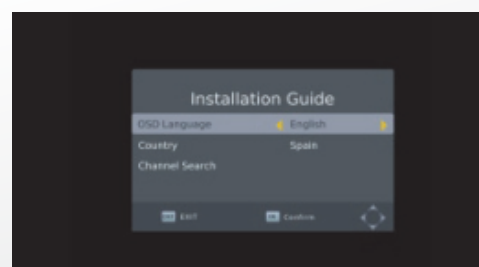 Installation Guide
OSD Language English
Country Spain
Channel Search
EXIT Confirm